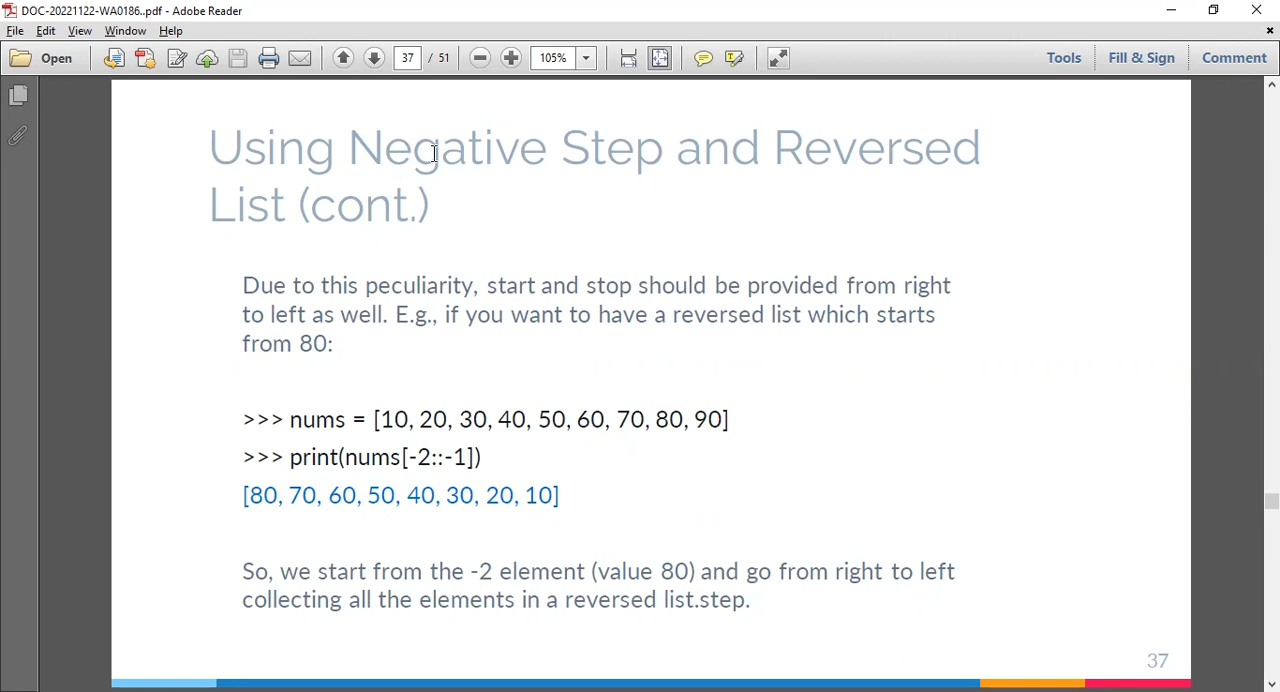 DOC-20221122-WA0186..pdf - Adobe Reader
File Edit View Window Help
Open 37 / 51 105% Tools Fill & Sign Comment
Using Negative Step and Reversed
List (cont.)
Due to this peculiarity, start and stop should be provided from right
to left as well. E.g., if you want to have a reversed list which starts
from 80:
>>> nums = [10, 20, 30, 40, 50, 60, 70, 80, 90]
>>> print(nums[-2::-1])
[80, 70, 60, 50, 40, 30, 20, 10]
So, we start from the -2 element (value 80) and go from right to left
collecting all the elements in a reversed list.step.
37